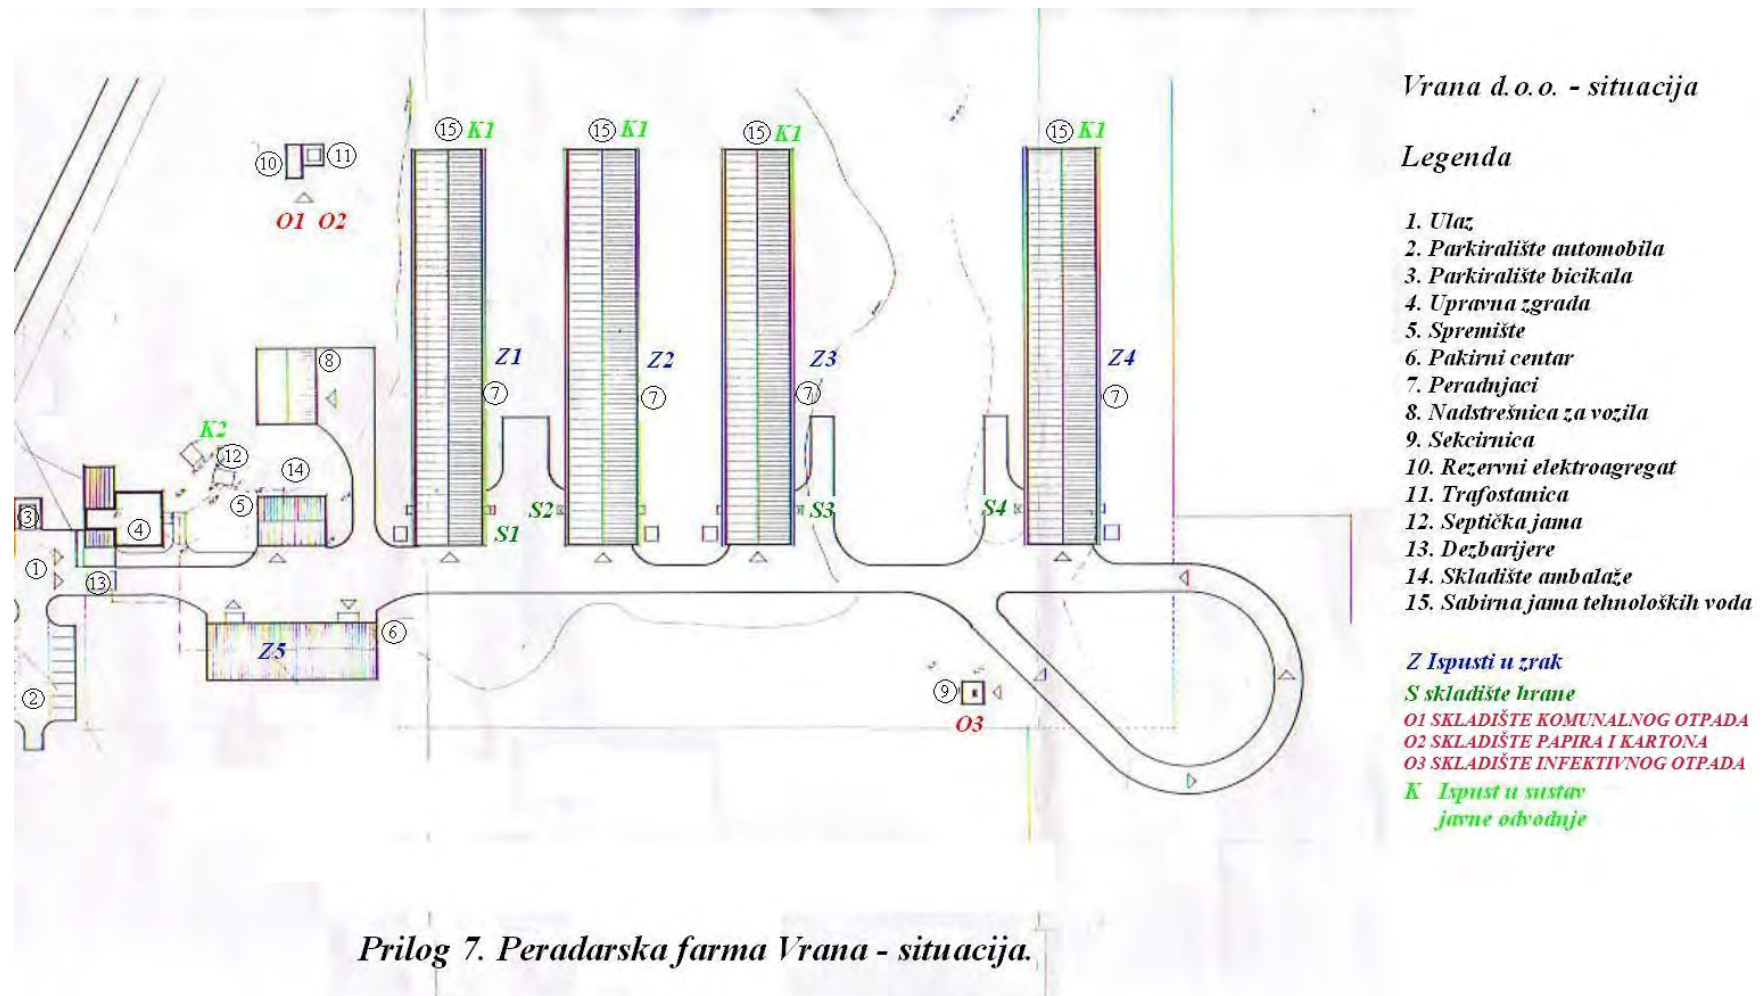 Vrana d.o.o. - situacija
Legenda
1. Ulaz
2. Parkiralište automobila
3. Parkiralište bicikala
4. Upravna zgrada
5. Spremište
6. Pakirni centar
7. Peradnjaci
8. Nadstrešnica za vozila
9. Sekcirnica
10. Rezervni elektroagregat
11. Trafostanica
12. Septička jama
13. Dezbarijere
14. Skladište ambalaže
15. Sabirna jama tehnoloških voda
Z Ispusti u zrak
S skladište hrane
O1 SKLADIŠTE KOMUNALNOG OTPADA
O2 SKLADIŠTE PAPIRA I KARTONA
O3 SKLADIŠTE INFEKTIVNOG OTPADA
K Ispust u sustav
javne odvodnje
15 K1
15 K1
15 K1
15 K1
10
11
O1 O2
8
Z1
Z2
Z3
Z4
7
7
7
7
K2
12
14
5
3
4
S1
S2
S3
S4
1
13
6
Z5
2
9
O3
Prilog 7. Peradarska farma Vrana - situacija.